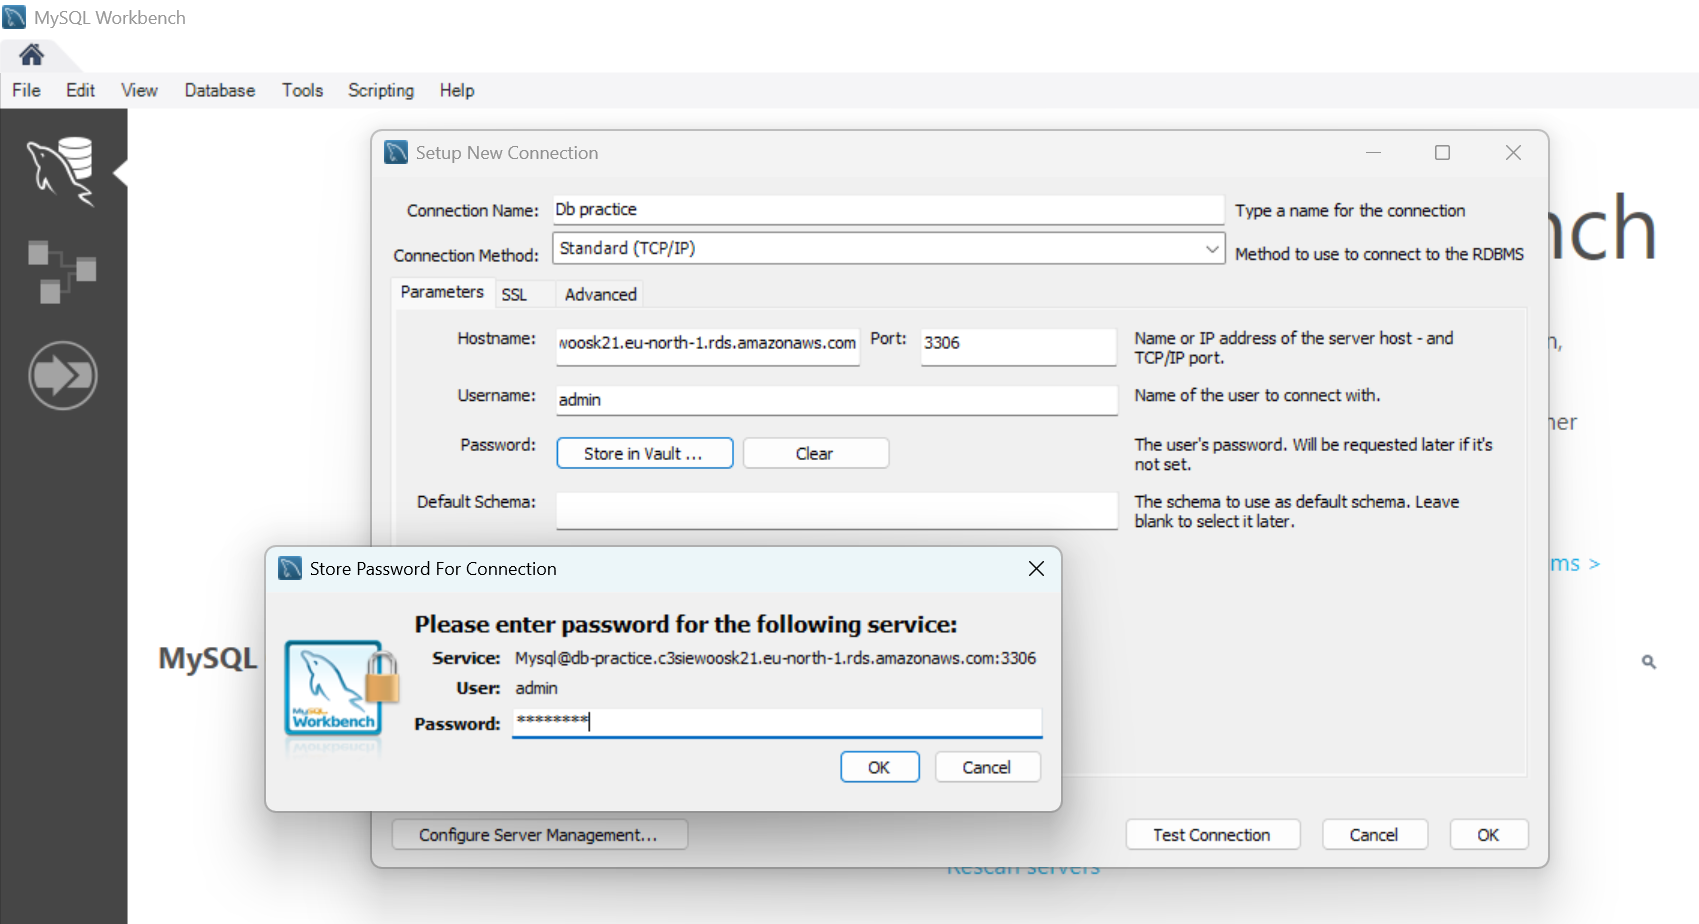 MySQL Workbench
File Edit View Database Tools Scripting Help
Setup New Connection
Connection Name: Db practice Type a name for the connection
Connection Method: Standard (TCP/IP) Method to use to connect to the RDBMS
Parameters SSL Advanced
Hostname: woosk21.eu-north-1.rds.amazonaws.com Port: 3306 Name or IP address of the server host - and
TCP/IP port.
Username: admin Name of the user to connect with.
Password: Store in Vault ... Clear The user's password. Will be requested later if it's
not set.
Default Schema: The schema to use as default schema. Leave
blank to select it later.
nch
n,
ner
ms >
MySQL
Store Password For Connection
Please enter password for the following service:
Service: Mysql@db-practice.c3siewoosk21.eu-north-1.rds.amazonaws.com:3306
User: admin
Password: ********
OK Cancel
MySQL
Workbench
Configure Server Management... Test Connection Cancel OK
Rescan servers